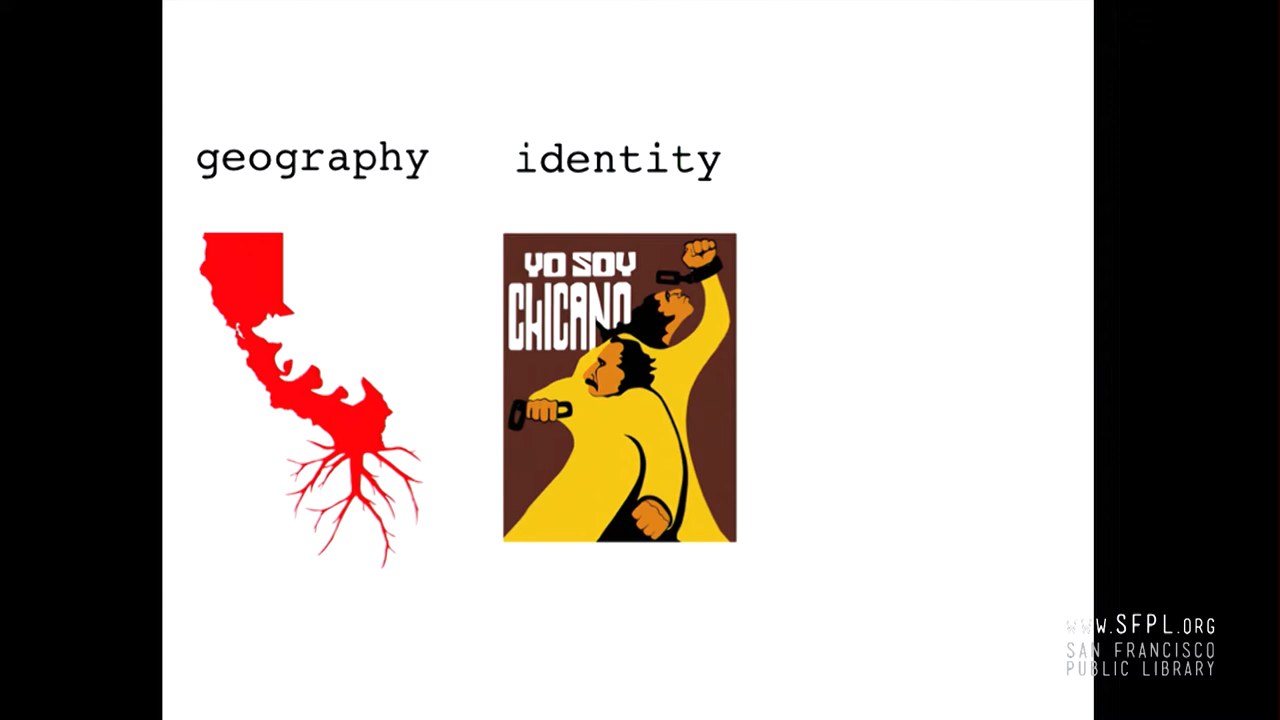 geography
identity
YO SOY
CHICANO
www.SFPL.ORG
SAN FRANCISCO
PUBLIC LIBRARY